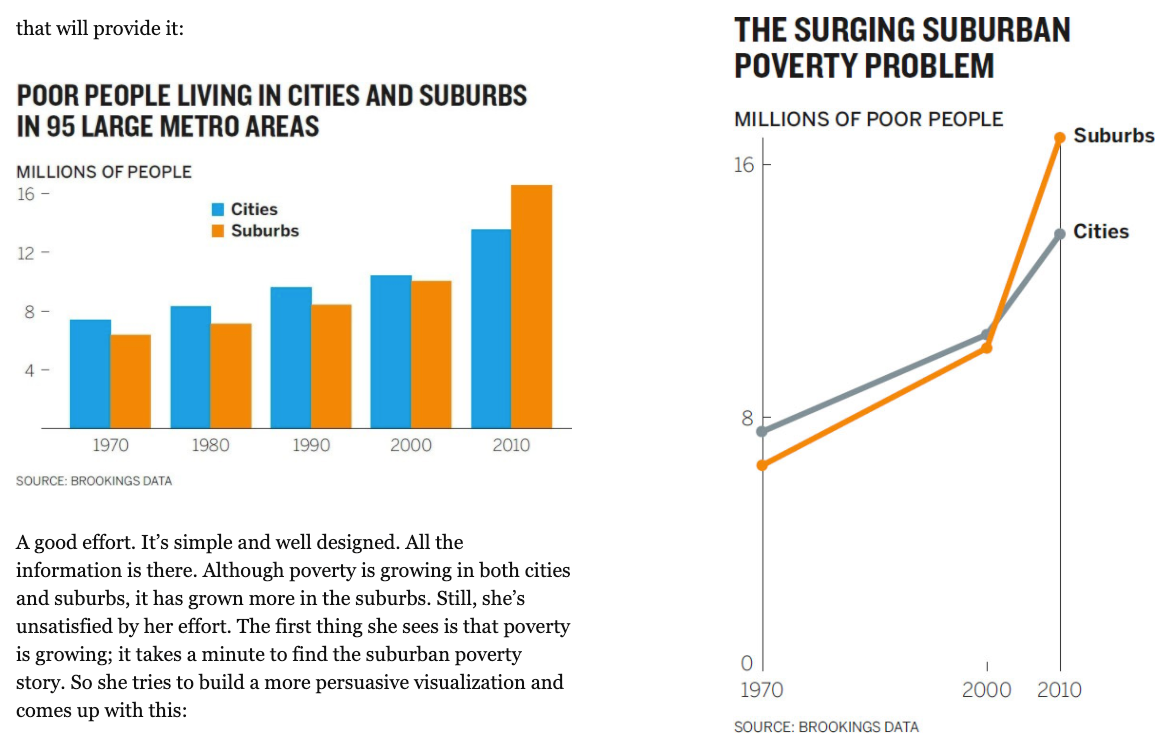 that will provide it:
POOR PEOPLE LIVING IN CITIES AND SUBURBS
IN 95 LARGE METRO AREAS
MILLIONS OF PEOPLE
16
Cities
Suburbs
12
8
4
1970 1980 1990 2000 2010
SOURCE: BROOKINGS DATA
A good effort. It’s simple and well designed. All the
information is there. Although poverty is growing in both cities
and suburbs, it has grown more in the suburbs. Still, she’s
unsatisfied by her effort. The first thing she sees is that poverty
is growing; it takes a minute to find the suburban poverty
story. So she tries to build a more persuasive visualization and
comes up with this:
THE SURGING SUBURBAN
POVERTY PROBLEM
MILLIONS OF POOR PEOPLE
Suburbs
16
Cities
8
0
1970 2000 2010
SOURCE: BROOKINGS DATA